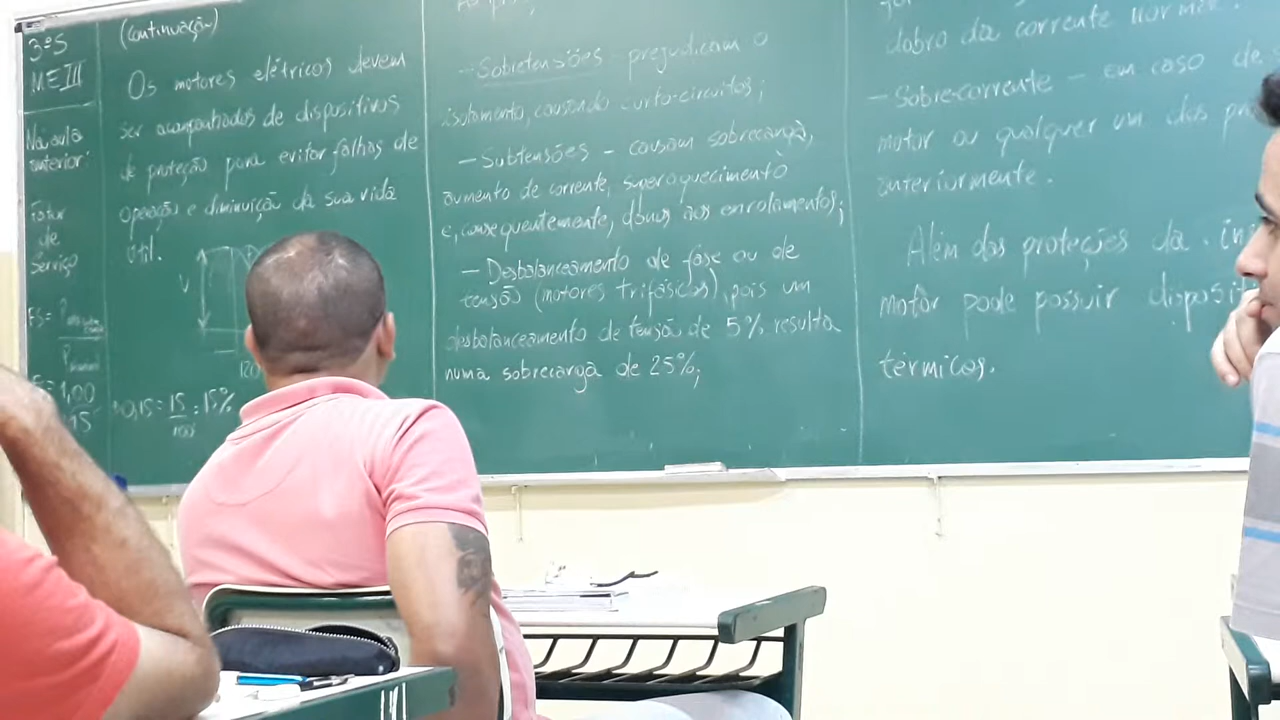 3ºS
MEIII
Na aula
anterior:
Fator
de
Serviço
FS=
1,00
15
(continuação)
Os motores elétricos devem
ser acompanhados de dispositivos
de proteção para evitar falhas de
operação e diminuição da sua vida
útil.
V
0,15 = 15/100 = 15%
- Sobretensões - prejudicam o
isolamento, causando curto-circuitos;
- Subtensões - causam sobrecarga,
aumento de corrente, superaquecimento
e, consequentemente, danos aos enrolamentos;
- Desbalanceamento de fase ou de
tensão (motores trifásicos), pois um
desbalanceamento de tensão de 5% resulta
numa sobrecarga de 25%;
dobro da corrente
- Sobrecorrente - em caso de
motor ou qualquer um dos
anteriormente.
Além das proteções da
motor pode possuir
térmicos.